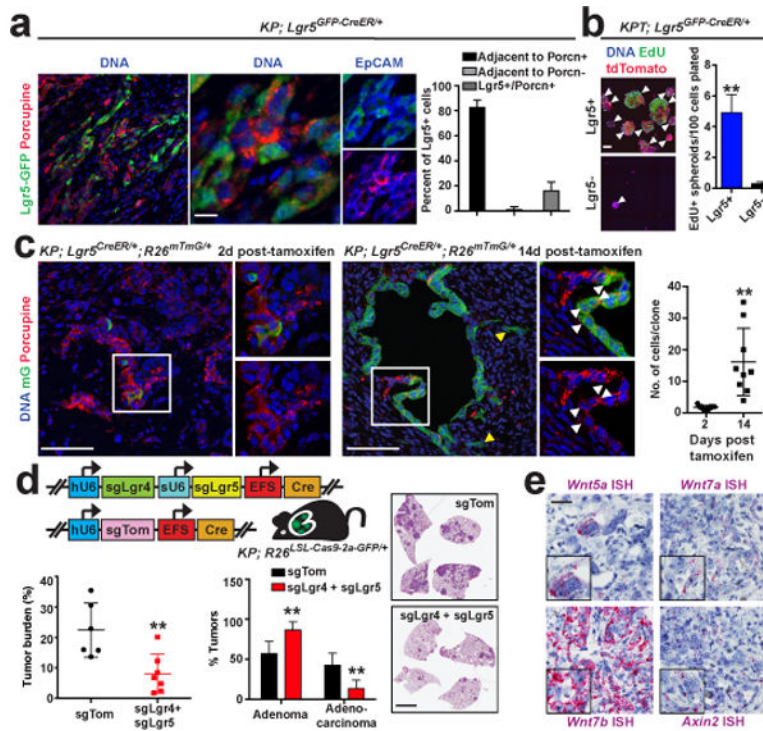 a
KP; Lgr5GFP-CreER/+
DNA
DNA
EpCAM
Lgr5-GFP Porcupine
Percent of Lgr5+ cells
100
80
60
40
20
0
Adjacent to Porcn+
Adjacent to Porcn-
Lgr5+/Porcn+
b
KPT; Lgr5GFP-CreER/+
DNA EdU
tdTomato
Lgr5+
Lgr5-
EdU+ spheroids/100 cells plated
8
6
4
2
0
**
Lgr5+
Lgr5-
c
KP; Lgr5CreER/+;R26mTmG/+ 2d post-tamoxifen
KP; Lgr5CreER/+;R26mTmG/+ 14d post-tamoxifen
DNA mG Porcupine
No. of cells/clone
40
30
20
10
0
**
2
14
Days post
tamoxifen
d
hU6
sgLgr4
sU6
sgLgr5
EFS
Cre
hU6
sgTom
EFS
Cre
KP; R26LSL-Cas9-2a-GFP/+
Tumor burden (%)
40
30
20
10
0
**
sgTom
sgLgr4+
sgLgr5
% Tumors
100
50
0
sgTom
sgLgr4 + sgLgr5
**
**
Adenoma
Adeno-
carcinoma
sgTom
sgLgr4 + sgLgr5
e
Wnt5a ISH
Wnt7a ISH
Wnt7b ISH
Axin2 ISH